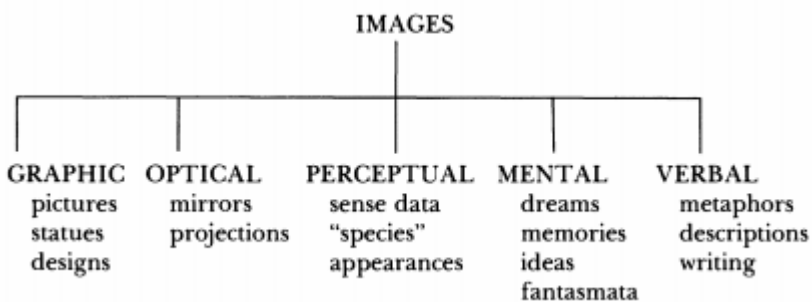 IMAGES
GRAPHIC OPTICAL PERCEPTUAL MENTAL VERBAL
pictures mirrors sense data dreams metaphors
statues projections “species” memories descriptions
designs appearances ideas writing
fantasmata